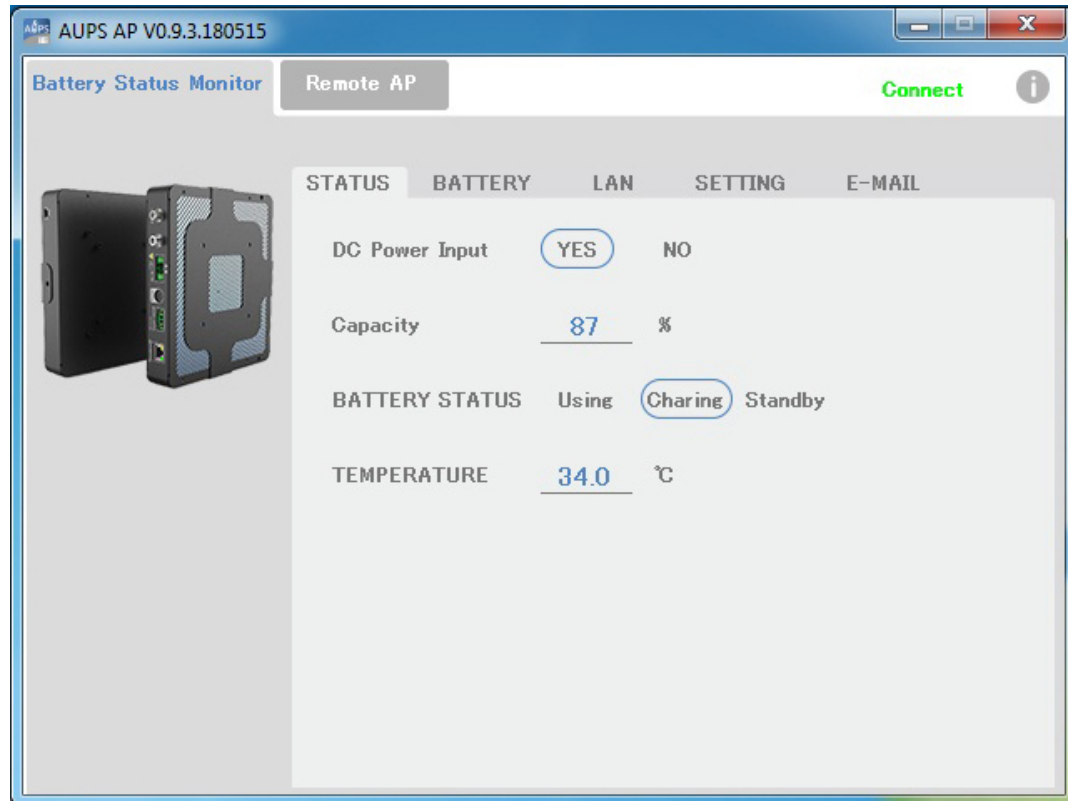 AUPS AP V0.9.3.180515
Battery Status Monitor Remote AP Connect
STATUS BATTERY LAN SETTING E-MAIL
DC Power Input YES NO
Capacity 87 %
BATTERY STATUS Using Charing Standby
TEMPERATURE 34.0 ℃